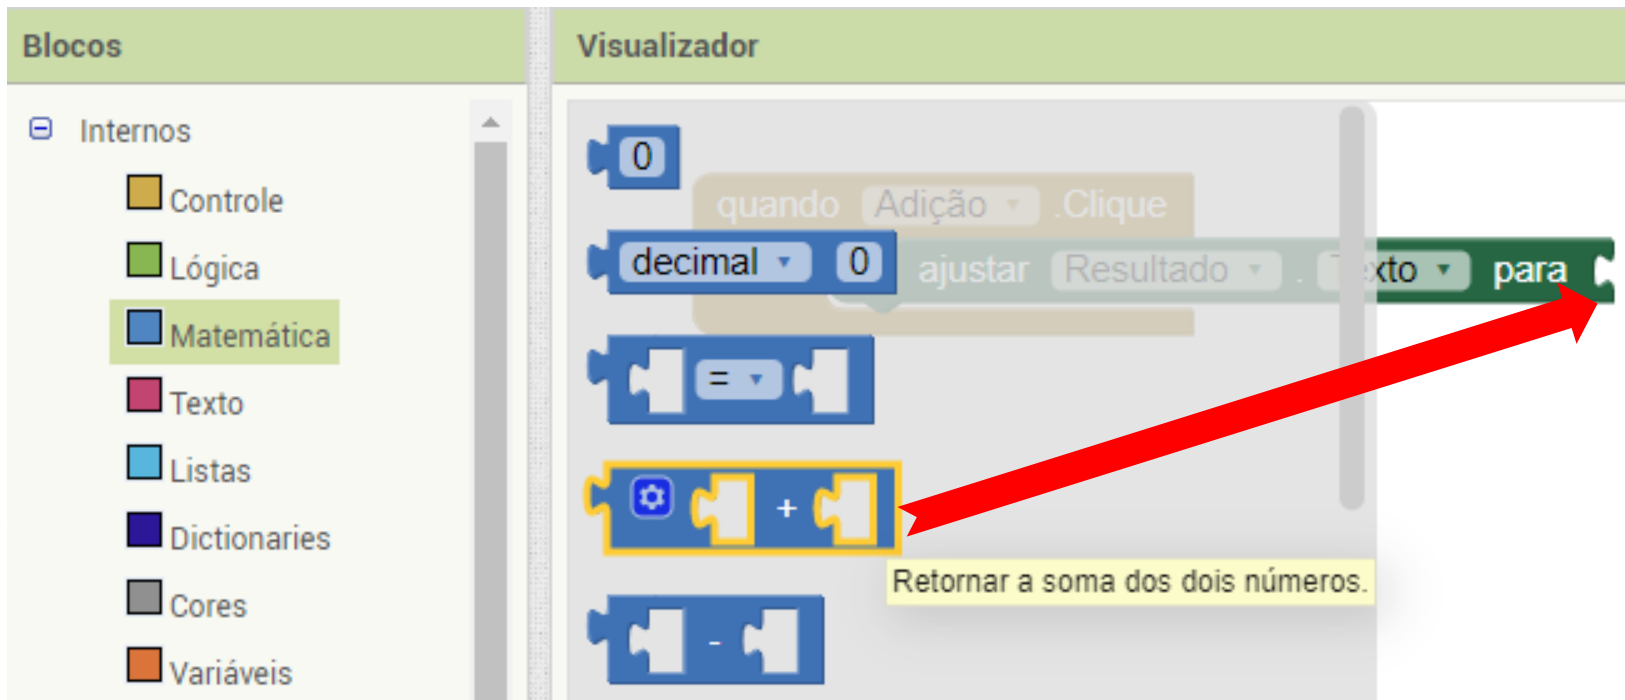 Blocos
Internos
Controle
Lógica
Matemática
Texto
Listas
Dictionaries
Cores
Variáveis
Visualizador
0
quando Adição .Clique
decimal 0
ajustar Resultado . Texto para
=
+
Retornar a soma dos dois números.
-